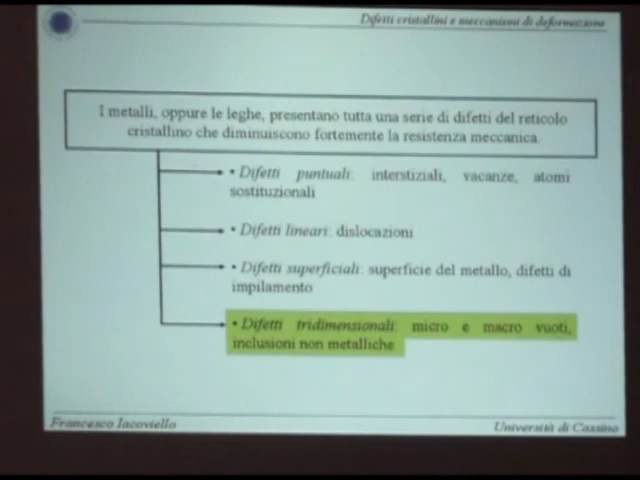 Difetti cristallini e meccanismi di deformazione
I metalli, oppure le leghe, presentano tutta una serie di difetti del reticolo
cristallino che diminuiscono fortemente la resistenza meccanica.
• Difetti puntuali: interstiziali, vacanze, atomi
sostituzionali
• Difetti lineari: dislocazioni
• Difetti superficiali: superficie del metallo, difetti di
impilamento
• Difetti tridimensionali: micro e macro vuoti,
inclusioni non metalliche
Francesco Iacoviello
Università di Cassino